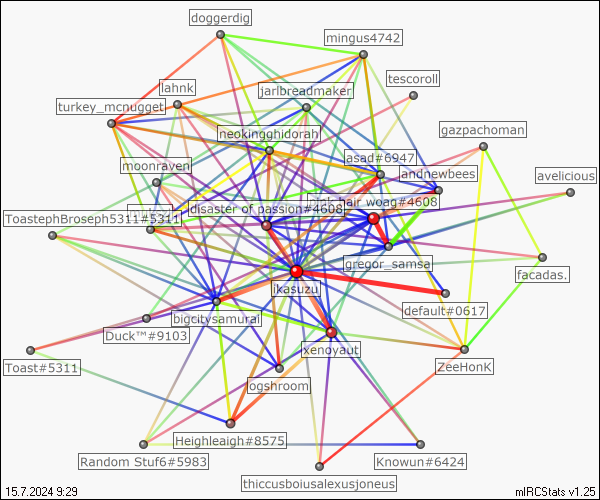 doggerdig
mingus4742
tescoroll
lahnk
jarlbreadmaker
turkey_mcnugget
neokingghidorah
gazpachoman
asad#6947
moonraven
andnewbees
avelicious
hair_woag#4608
disaster of passion#4608
ToastephBroseph5311#5311
gregor_samsa
facadas.
ikasuzu
default#0617
bigcitysamurai
Duck™#9103
xenoyaut
Toast#5311
ZeeHonK
ogshroom
Heighleaigh#8575
Random Stuf6#5983
Knowun#6424
thiccusboiusalexusjoneus
15.7.2024 9:29
mIRCStats v1.25